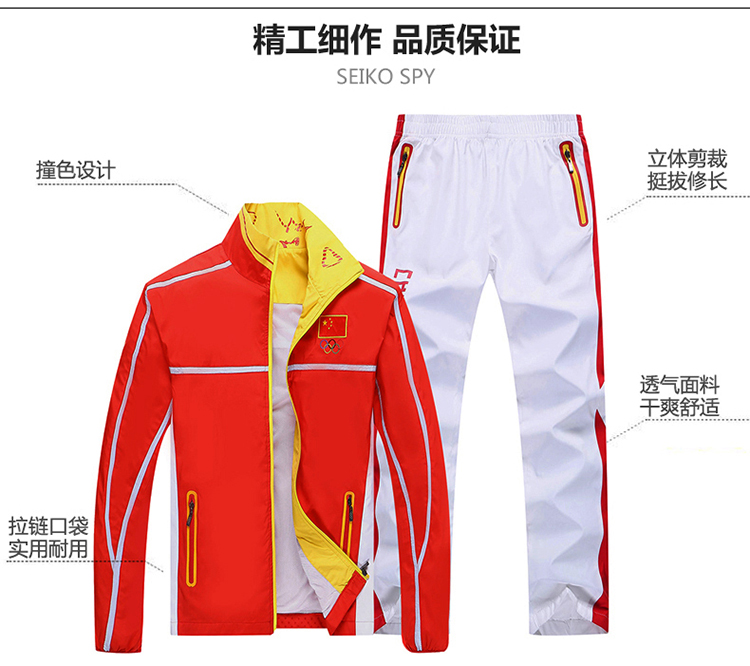 精工细作 品质保证
SEIKO SPY
撞色设计
立体剪裁
挺拔修长
透气面料
干爽舒适
拉链口袋
实用耐用